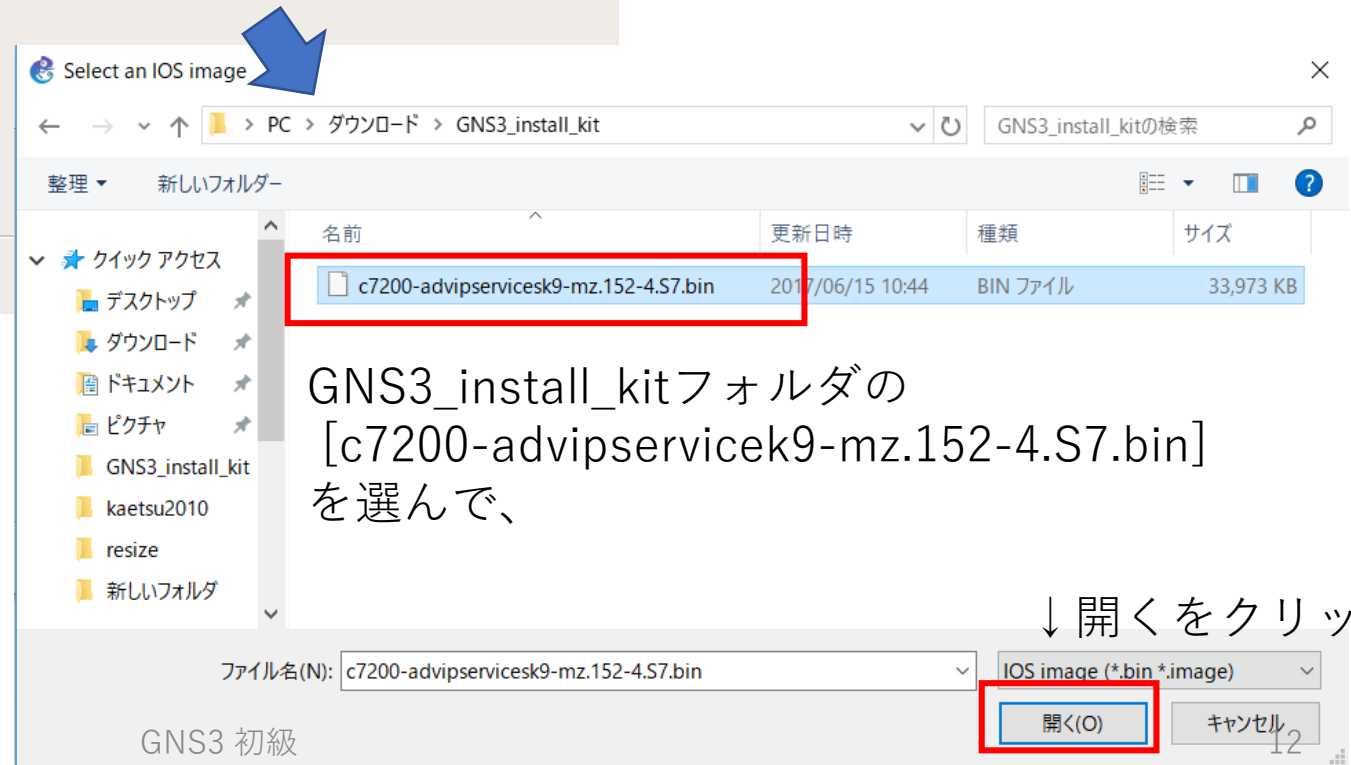 Select an IOS image
PC > ダウンロード > GNS3_install_kit
GNS3_install_kitの検索
整理 新しいフォルダー
名前 更新日時 種類 サイズ
クイック アクセス
c7200-advipservicesk9-mz.152-4.S7.bin 2017/06/15 10:44 BIN ファイル 33,973 KB
デスクトップ
ダウンロード
ドキュメント
ピクチャ
GNS3_install_kit
kaetsu2010
resize
新しいフォルダ
GNS3_install_kitフォルダの
[c7200-advipservicek9-mz.152-4.S7.bin]
を選んで、
↓開くをクリッ
ファイル名(N): c7200-advipservicesk9-mz.152-4.S7.bin
IOS image (*.bin *.image)
開く(O) キャンセル
GNS3 初級
12